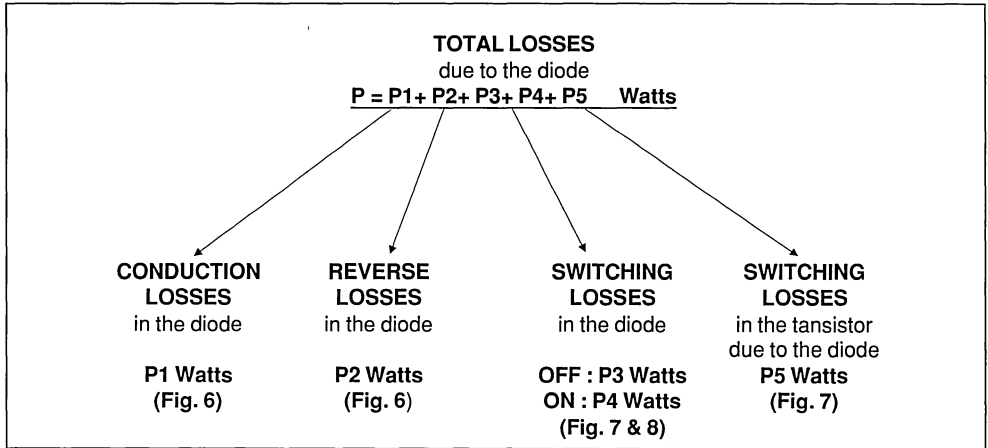 TOTAL LOSSES
due to the diode
P = P1+ P2+ P3+ P4+ P5 Watts
CONDUCTION
LOSSES
in the diode
P1 Watts
(Fig. 6)
REVERSE
LOSSES
in the diode
P2 Watts
(Fig. 6)
SWITCHING
LOSSES
in the diode
OFF : P3 Watts
ON : P4 Watts
(Fig. 7 & 8)
SWITCHING
LOSSES
in the tansistor
due to the diode
P5 Watts
(Fig. 7)